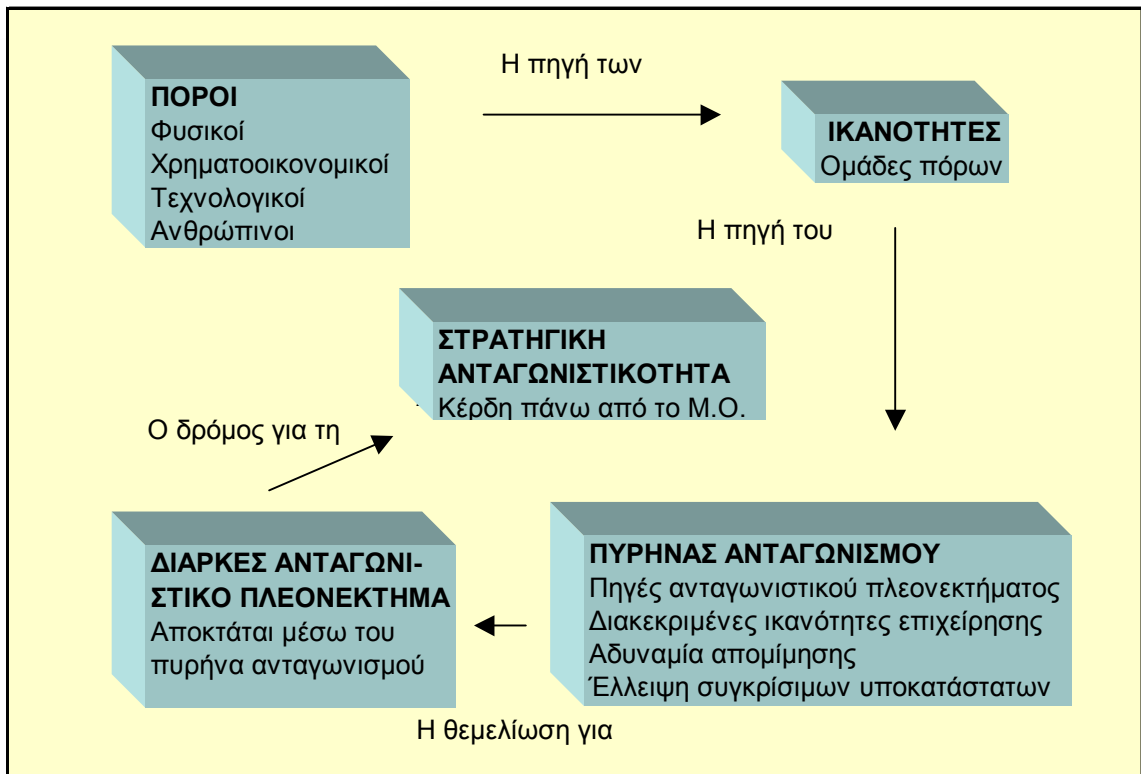 Η πηγή των
ΠΟΡΟΙ
Φυσικοί
Χρηματοοικονομικοί
Τεχνολογικοί
Ανθρώπινοι
ΙΚΑΝΟΤΗΤΕΣ
Ομάδες πόρων
Η πηγή του
ΣΤΡΑΤΗΓΙΚΗ
ΑΝΤΑΓΩΝΙΣΤΙΚΟΤΗΤΑ
Κέρδη πάνω από το Μ.Ο.
Ο δρόμος για τη
ΔΙΑΡΚΕΣ ΑΝΤΑΓΩΝΙ-
ΣΤΙΚΟ ΠΛΕΟΝΕΚΤΗΜΑ
Αποκτάται μέσω του
πυρήνα ανταγωνισμού
ΠΥΡΗΝΑΣ ΑΝΤΑΓΩΝΙΣΜΟΥ
Πηγές ανταγωνιστικού πλεονεκτήματος
Διακεκριμένες ικανότητες επιχείρησης
Αδυναμία απομίμησης
Έλλειψη συγκρίσιμων υποκατάστατων
Η θεμελίωση για